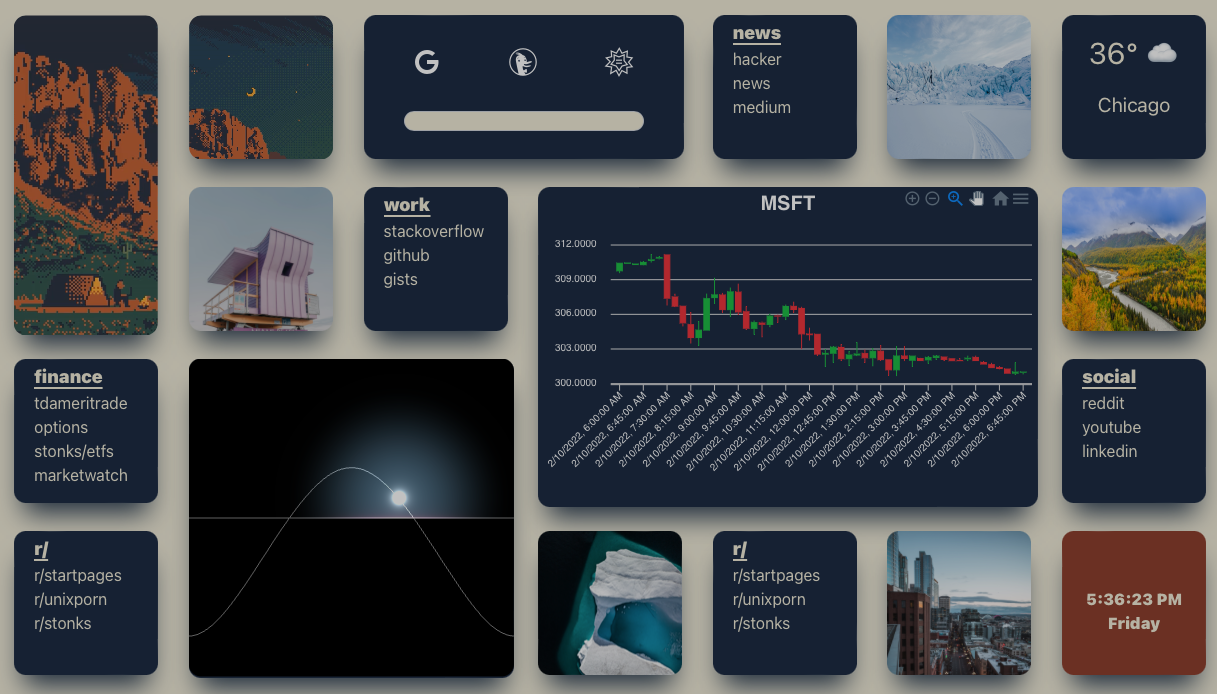 G
news
hacker
news
medium
36°
Chicago
work
stackoverflow
github
gists
MSFT
312.0000
309.0000
306.0000
303.0000
300.0000
2/10/2022, 6:00:00 AM
2/10/2022, 6:45:00 AM
2/10/2022, 7:30:00 AM
2/10/2022, 8:15:00 AM
2/10/2022, 9:00:00 AM
2/10/2022, 9:45:00 AM
2/10/2022, 10:30:00 AM
2/10/2022, 11:15:00 AM
2/10/2022, 12:00:00 PM
2/10/2022, 12:45:00 PM
2/10/2022, 1:30:00 PM
2/10/2022, 2:15:00 PM
2/10/2022, 3:00:00 PM
2/10/2022, 3:45:00 PM
2/10/2022, 4:30:00 PM
2/10/2022, 5:15:00 PM
2/10/2022, 6:00:00 PM
2/10/2022, 6:45:00 PM
finance
tdameritrade
options
stonks/etfs
marketwatch
social
reddit
youtube
linkedin
r/
r/startpages
r/unixporn
r/stonks
r/
r/startpages
r/unixporn
r/stonks
5:36:23 PM
Friday